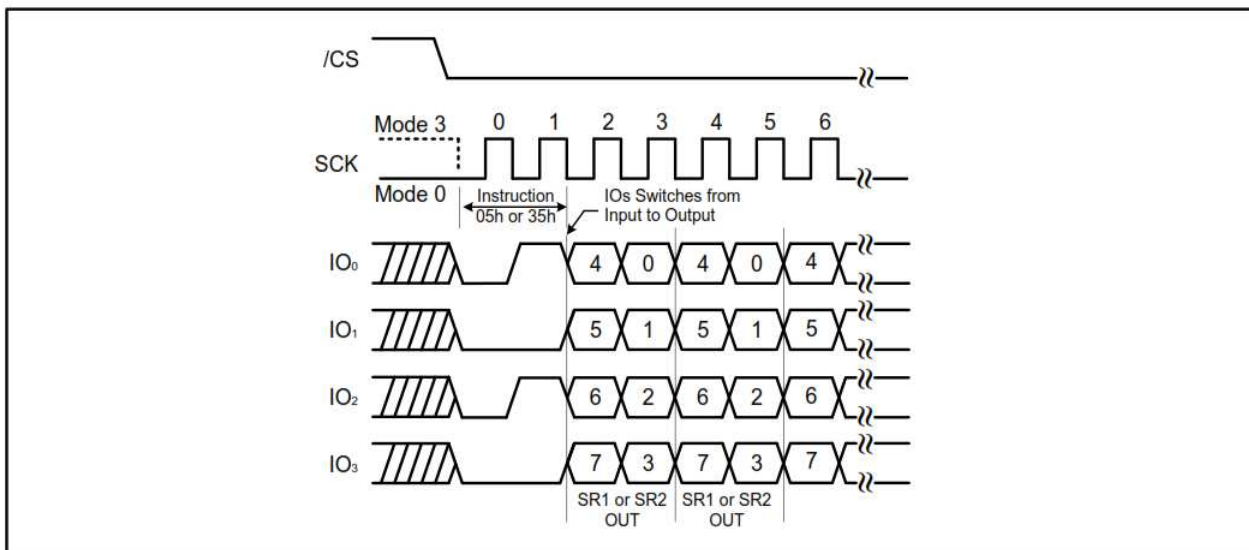 /CS
Mode 3
0 1 2 3 4 5 6
SCK
Mode 0
Instruction
05h or 35h
IOs Switches from
Input to Output
IO₀ 4 0 4 0 4
IO₁ 5 1 5 1 5
IO₂ 6 2 6 2 6
IO₃ 7 3 7 3 7
SR1 or SR2 SR1 or SR2
OUT OUT